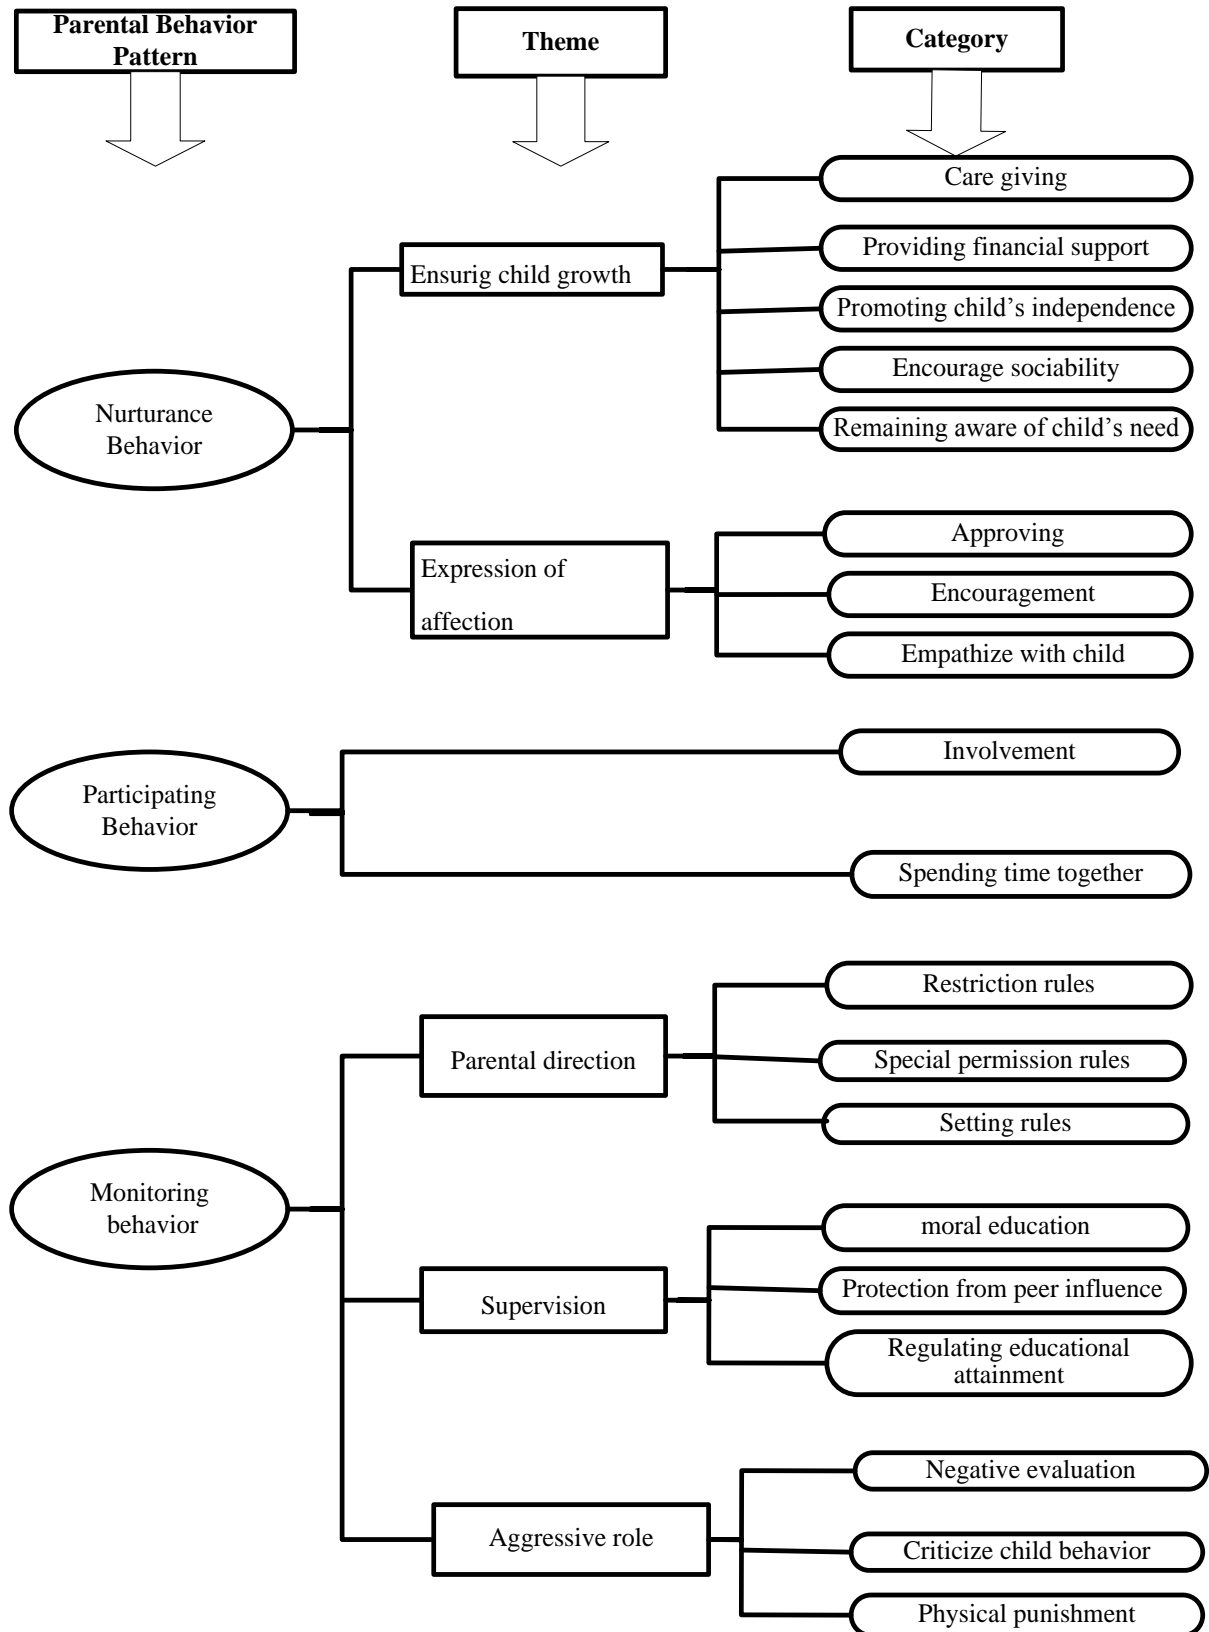 Parental Behavior
Pattern
Theme
Category
Care giving
Providing financial support
Ensurig child growth
Promoting child’s independence
Encourage sociability
Nurturance
Behavior
Remaining aware of child’s need
Approving
Expression of
affection
Encouragement
Empathize with child
Involvement
Participating
Behavior
Spending time together
Restriction rules
Parental direction
Special permission rules
Setting rules
Monitoring
behavior
moral education
Protection from peer influence
Supervision
Regulating educational
attainment
Negative evaluation
Aggressive role
Criticize child behavior
Physical punishment